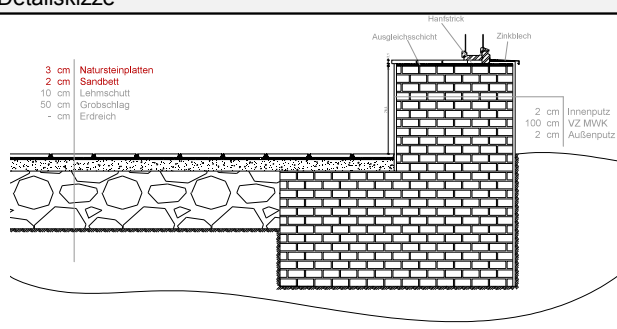 Detailskizze
Hanfstrick
Ausgleichsschicht
Zinkblech
3 cm Natursteinplatten
2 cm Sandbett
10 cm Lehmschutt
50 cm Grobschlag
- cm Erdreich
2 cm Innenputz
100 cm VZ MWK
2 cm Außenputz